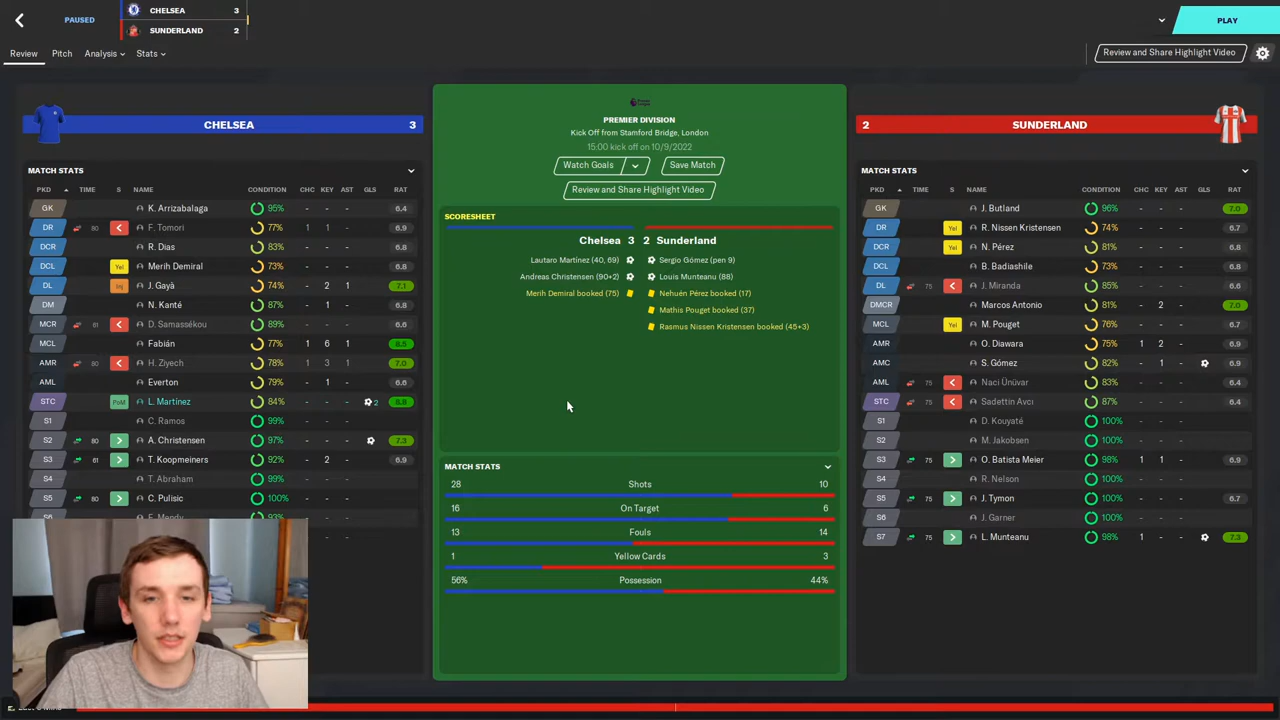 PAUSED
CHELSEA 3
SUNDERLAND 2
PLAY
Review Pitch Analysis Stats
Review and Share Highlight Video
CHELSEA 3
MATCH STATS
PKD TIME S NAME CONDITION CHC KEY AST GLS RAT
GK K. Arrizabalaga 95% - - - - 6.4
DR 80 F. Tomori 77% 1 1 - - 6.9
DCR R. Dias 83% - - - - 6.8
DCL Yel Merih Demiral 73% - - - - 6.8
DL Inj J. Gayà 74% - 2 1 - 7.1
DM N. Kanté 87% - 1 - - 6.8
MCR 61 D. Samassékou 89% - - - - 6.6
MCL Fabián 77% 1 6 1 - 8.5
AMR 80 H. Ziyech 78% 1 3 1 - 7.0
AML Everton 79% - 1 - - 6.6
STC PoM L. Martínez 84% - - - 2 8.8
S1 C. Ramos 99% - - - -
S2 80 A. Christensen 97% - - - 7.3
S3 61 T. Koopmeiners 92% - 2 - - 6.9
S4 T. Abraham 99% - - - -
S5 80 C. Pulisic 100% - - - -
S6 E. Mendy 93% - - - -
PREMIER DIVISION
Kick Off from Stamford Bridge, London
15:00 kick off on 10/9/2022
Watch Goals Save Match
Review and Share Highlight Video
SCORESHEET
Chelsea 3 2 Sunderland
Lautaro Martínez (40, 69) Sergio Gómez (pen 9)
Andreas Christensen (90+2) Louis Munteanu (88)
Merih Demiral booked (75) Nehuén Pérez booked (17)
Mathis Pouget booked (37)
Rasmus Nissen Kristensen booked (45+3)
MATCH STATS
28 Shots 10
16 On Target 6
13 Fouls 14
1 Yellow Cards 3
56% Possession 44%
2 SUNDERLAND
MATCH STATS
PKD TIME S NAME CONDITION CHC KEY AST GLS RAT
GK J. Butland 96% - - - - 7.0
DR Yel R. Nissen Kristensen 74% - - - - 6.7
DCR Yel N. Pérez 82% - - - - 6.8
DCL B. Badiashile 73% - - - - 6.8
DL 75 J. Miranda 85% - - - - 6.6
DMCR Marcos Antonio 81% - 2 - - 7.0
MCL Yel M. Pouget 76% - - - - 6.7
AMR O. Diawara 75% 1 2 - - 6.9
AMC S. Gómez 82% - 1 - 6.9
AML 75 Naci Ünüvar 83% - - - - 6.4
STC 75 Sadettin Avcı 87% - - - - 6.4
S1 D. Kouyaté 100% - - - -
S2 M. Jakobsen 100% - - - -
S3 75 O. Batista Meier 98% 1 1 - - 6.9
S4 R. Nelson 100% - - - -
S5 75 J. Tymon 100% - - - - 6.7
S6 J. Garner 100% - - - -
S7 75 L. Munteanu 98% 1 - - 7.3